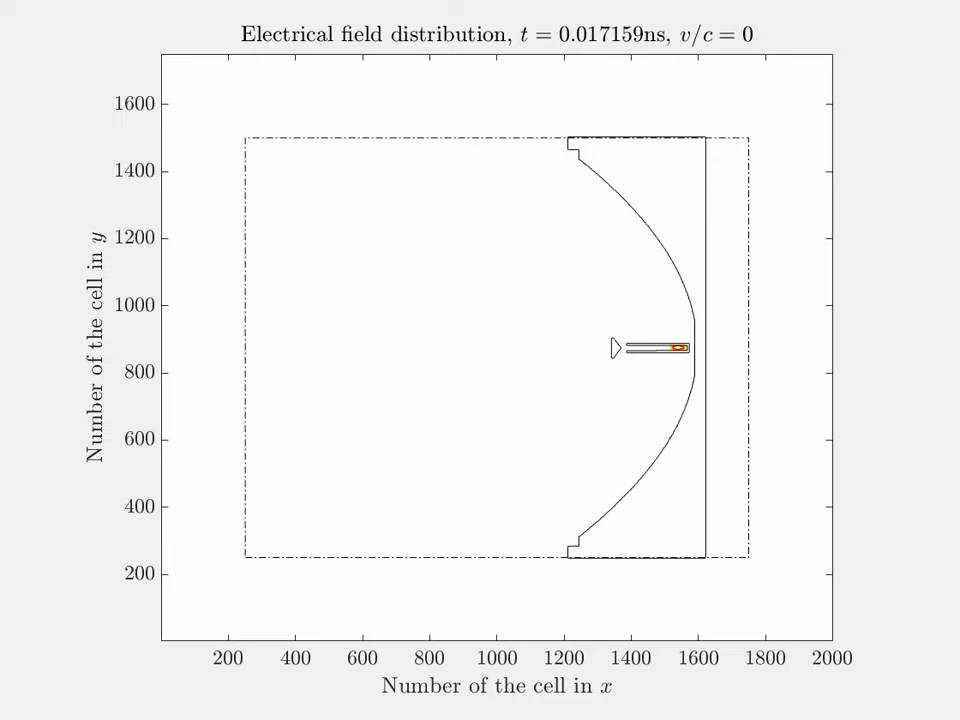 Electrical field distribution, t = 0.017159ns, v/c = 0
1600
1400
1200
1000
800
600
400
200
Number of the cell in y
200 400 600 800 1000 1200 1400 1600 1800 2000
Number of the cell in x